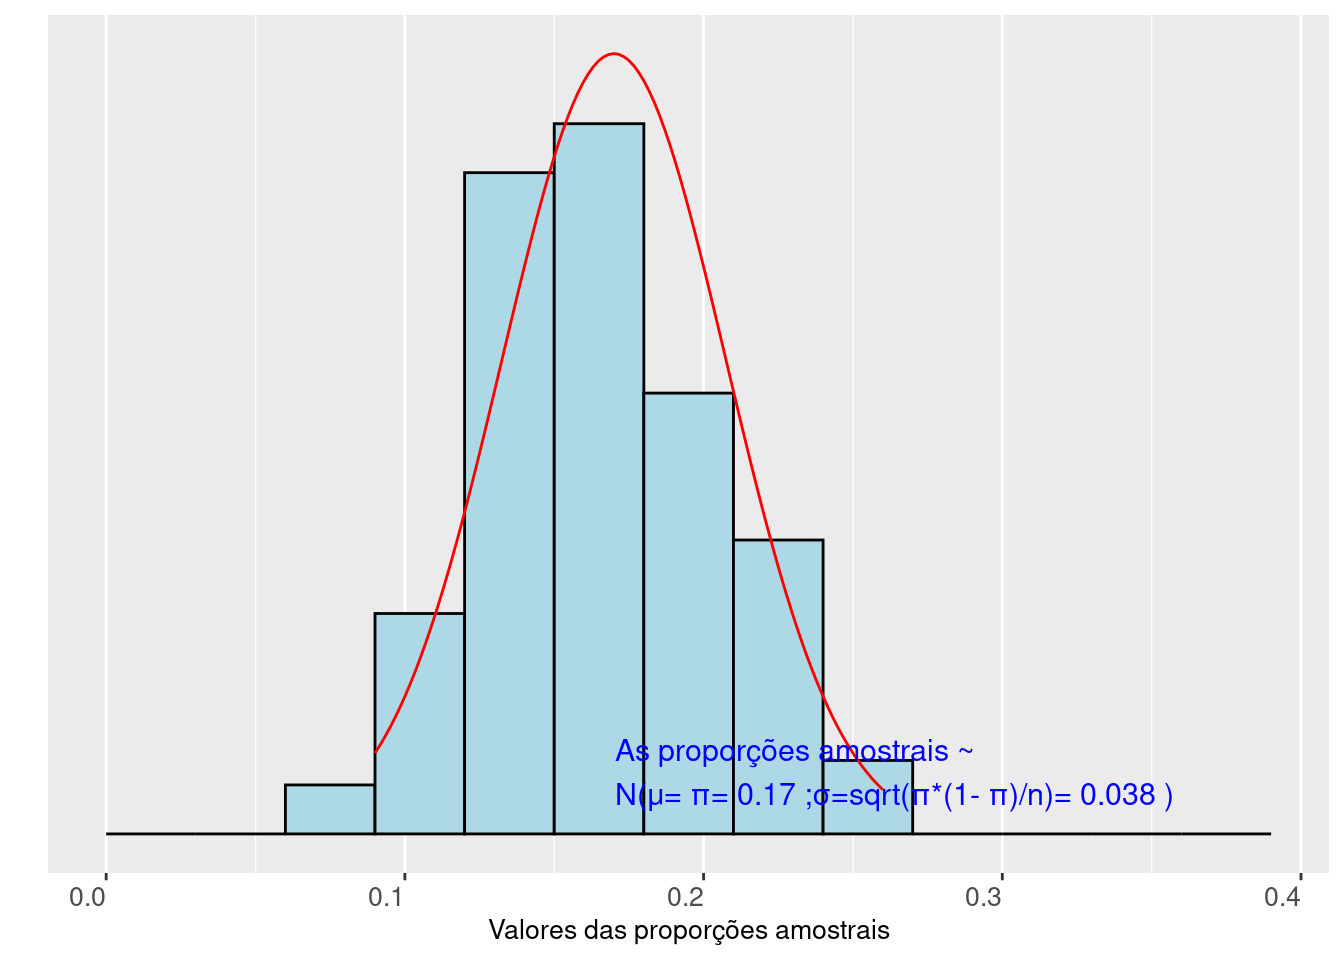 As proporções amostrais ~
N(μ= π= 0.17 ;σ=sqrt(π*(1- π)/n)= 0.038 )
0.0 0.1 0.2 0.3 0.4
Valores das proporções amostrais